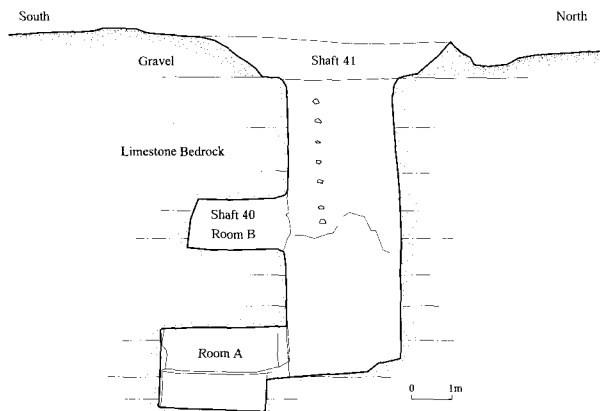 South
North
Gravel
Shaft 41
Limestone Bedrock
Shaft 40
Room B
Room A
0 1m